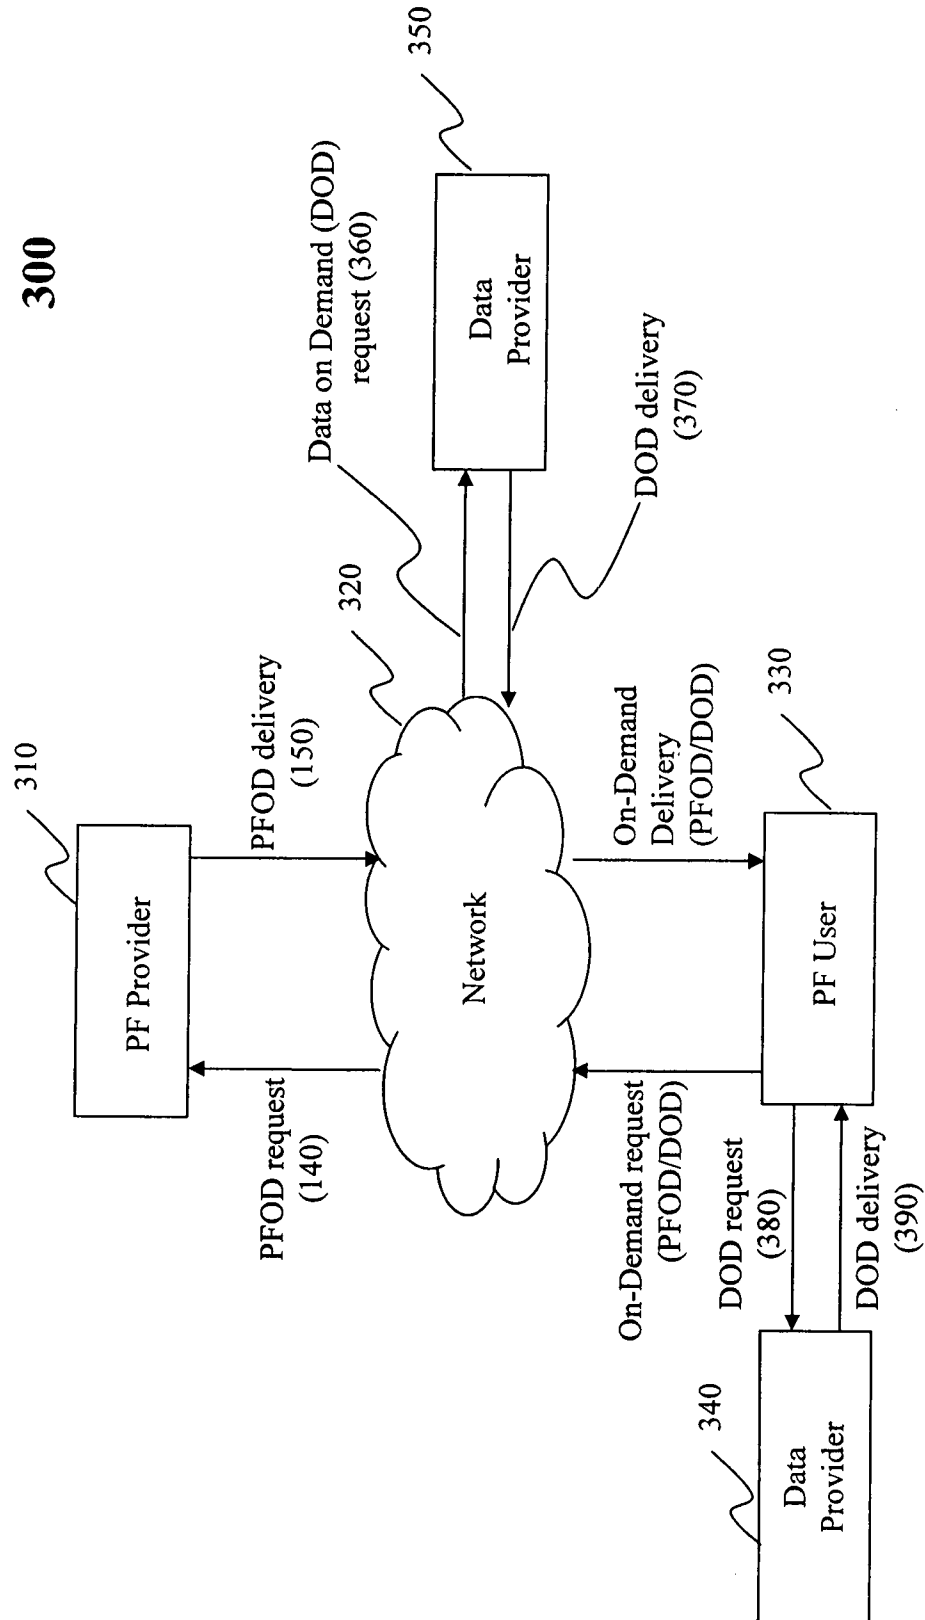 300
310
PF Provider
PFOD request
(140)
PFOD delivery
(150)
320
Network
Data on Demand (DOD)
request (360)
350
Data
Provider
DOD delivery
(370)
On-Demand request
(PFOD/DOD)
On-Demand
Delivery
(PFOD/DOD)
330
PF User
DOD request
(380)
DOD delivery
(390)
340
Data
Provider